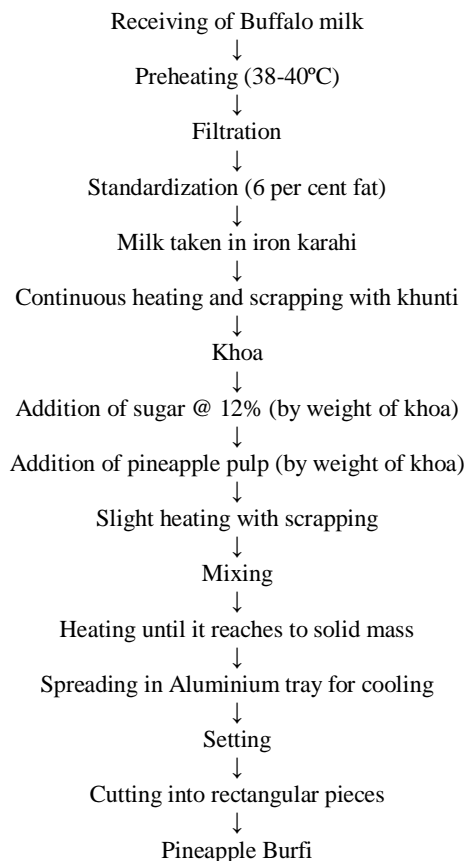 Receiving of Buffalo milk
↓
Preheating (38-40ºC)
↓
Filtration
↓
Standardization (6 per cent fat)
↓
Milk taken in iron karahi
↓
Continuous heating and scrapping with khunti
↓
Khoa
↓
Addition of sugar @ 12% (by weight of khoa)
↓
Addition of pineapple pulp (by weight of khoa)
↓
Slight heating with scrapping
↓
Mixing
↓
Heating until it reaches to solid mass
↓
Spreading in Aluminium tray for cooling
↓
Setting
↓
Cutting into rectangular pieces
↓
Pineapple Burfi